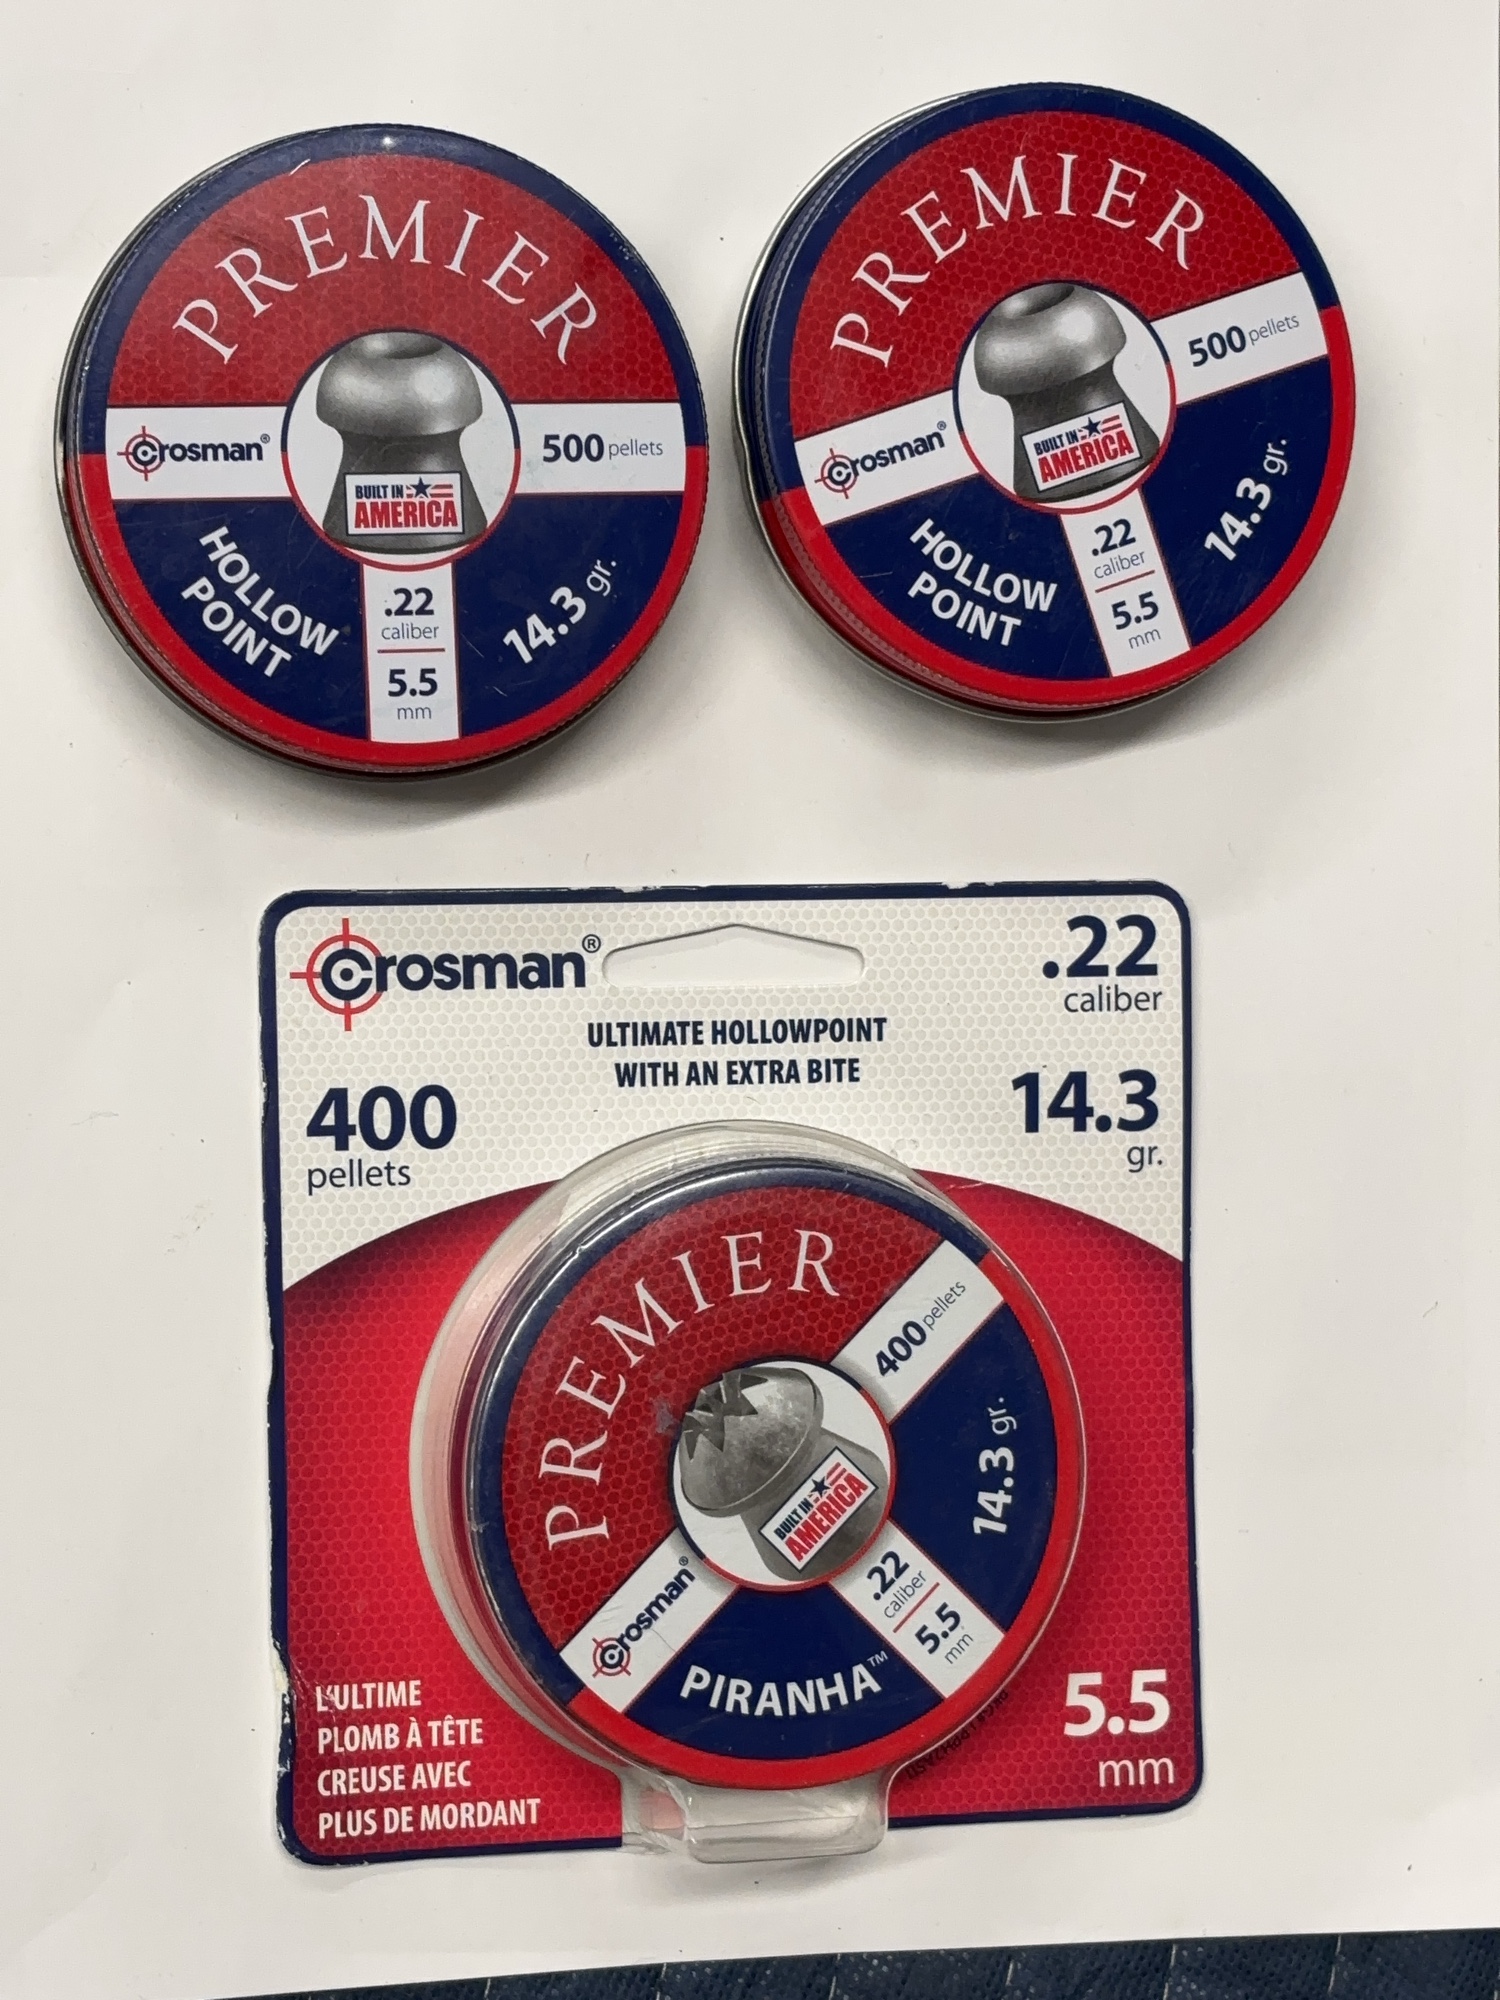 PREMIER
Crosman®
500 pellets
BUILT IN
AMERICA
HOLLOW
POINT
.22
caliber
5.5
mm
14.3 gr.
PREMIER
Crosman®
500 pellets
BUILT IN
AMERICA
HOLLOW
POINT
.22
caliber
5.5
mm
14.3 gr.
Crosman®
.22
caliber
ULTIMATE HOLLOWPOINT
WITH AN EXTRA BITE
400
pellets
14.3
gr.
PREMIER
400 pellets
BUILT IN
AMERICA
14.3 gr.
Crosman®
.22
caliber
5.5
mm
PIRANHA™
L'ULTIME
PLOMB À TÊTE
CREUSE AVEC
PLUS DE MORDANT
5.5
mm